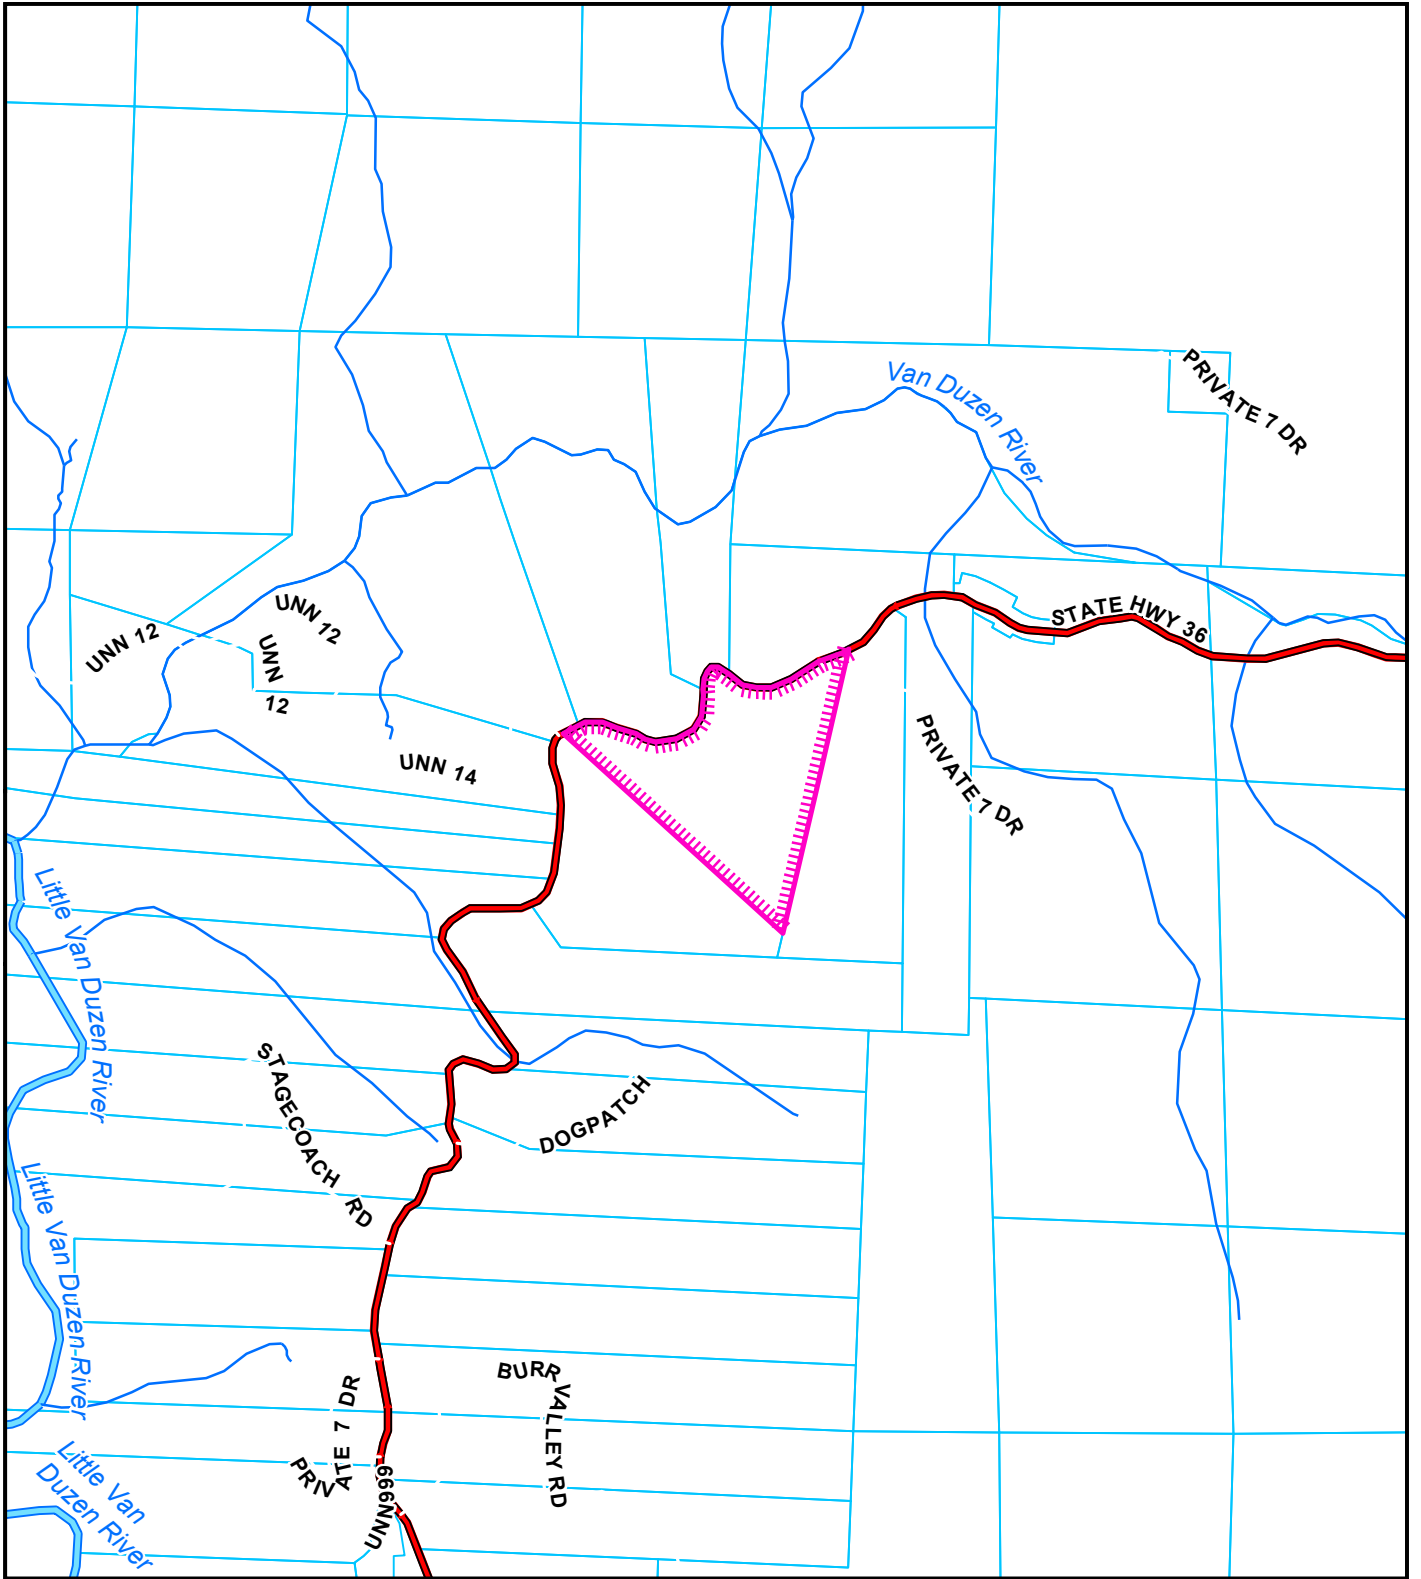 Van Duzen River
PRIVATE 7 DR
STATE HWY 36
UNN 12
UNN 12
UNN
12
UNN 14
PRIVATE 7 DR
Little Van Duzen River
STAGECOACH RD
DOGPATCH
Little Van Duzen River
BURR VALLEY RD
PRIVATE 7 DR
UNN999
Little Van
Duzen River